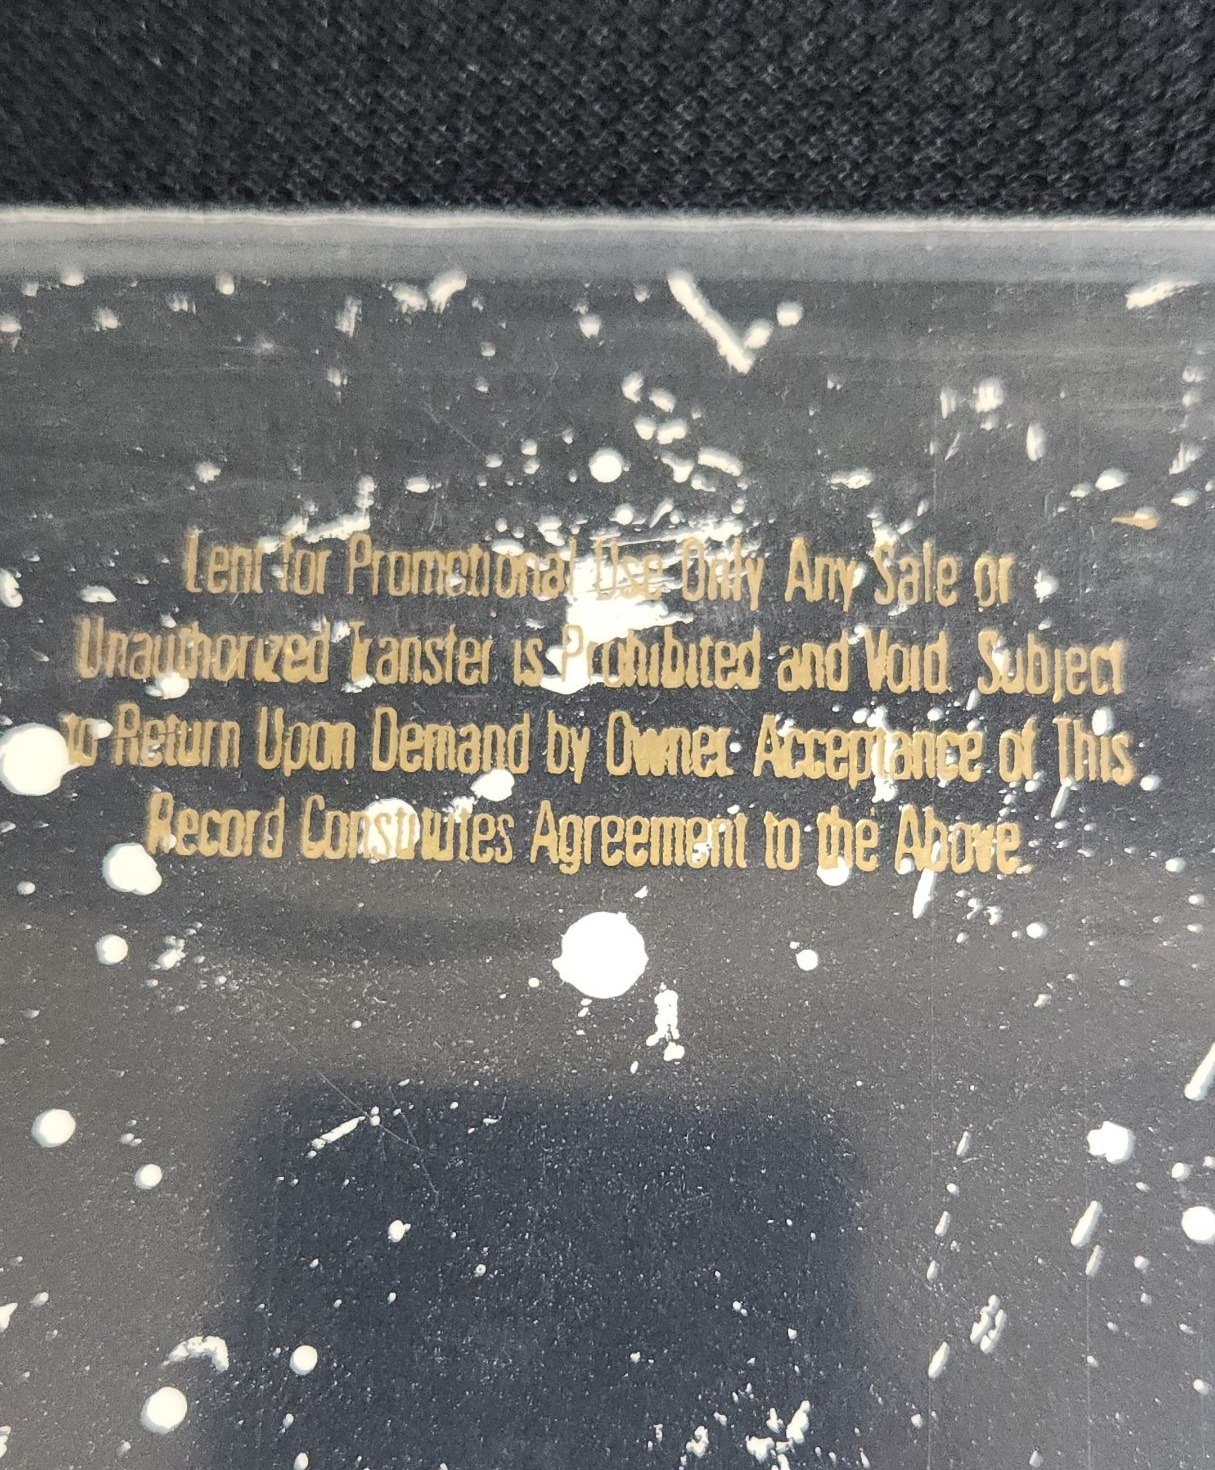 Lent for Promotional Use Only Any Sale or
Unauthorized Transfer is Prohibited and Void. Subject
to Return Upon Demand by Owner. Acceptance of This
Record Constitutes Agreement to the Above.